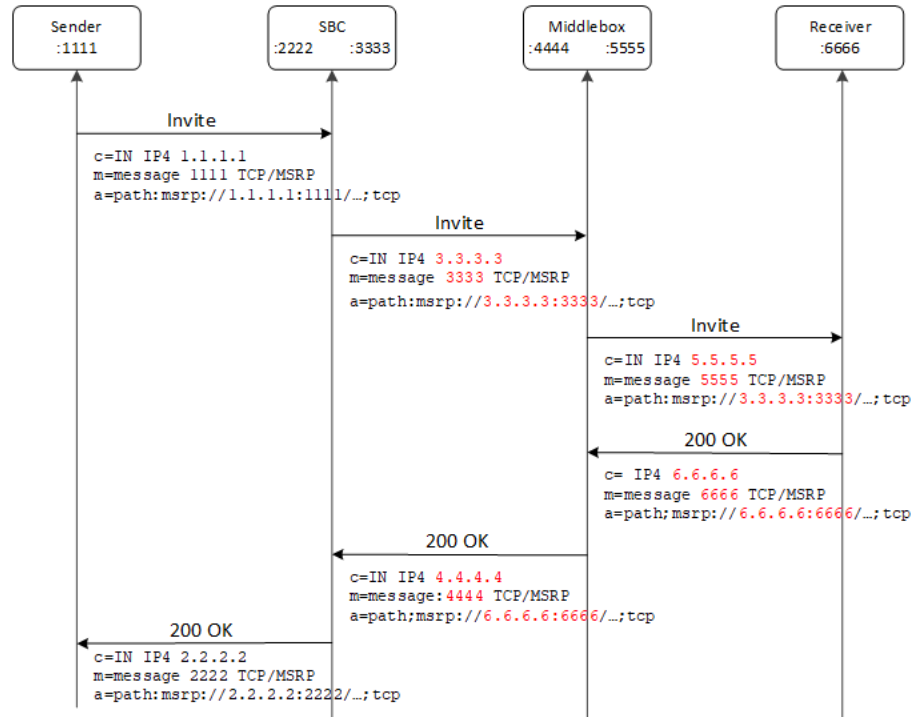 Sender
:1111
SBC
:2222 :3333
Middlebox
:4444 :5555
Receiver
:6666
Invite
c=IN IP4 1.1.1.1
m=message 1111 TCP/MSRP
a=path:msrp://1.1.1.1:1111/…;tcp
Invite
c=IN IP4 3.3.3.3
m=message 3333 TCP/MSRP
a=path:msrp://3.3.3.3:3333/…;tcp
Invite
c=IN IP4 5.5.5.5
m=message 5555 TCP/MSRP
a=path:msrp://3.3.3.3:3333/…;tcp
200 OK
c= IP4 6.6.6.6
m=message 6666 TCP/MSRP
a=path;msrp://6.6.6.6:6666/…;tcp
200 OK
c=IN IP4 4.4.4.4
m=message:4444 TCP/MSRP
a=path;msrp://6.6.6.6:6666/…;tcp
200 OK
c=IN IP4 2.2.2.2
m=message 2222 TCP/MSRP
a=path:msrp://2.2.2.2:2222/…;tcp